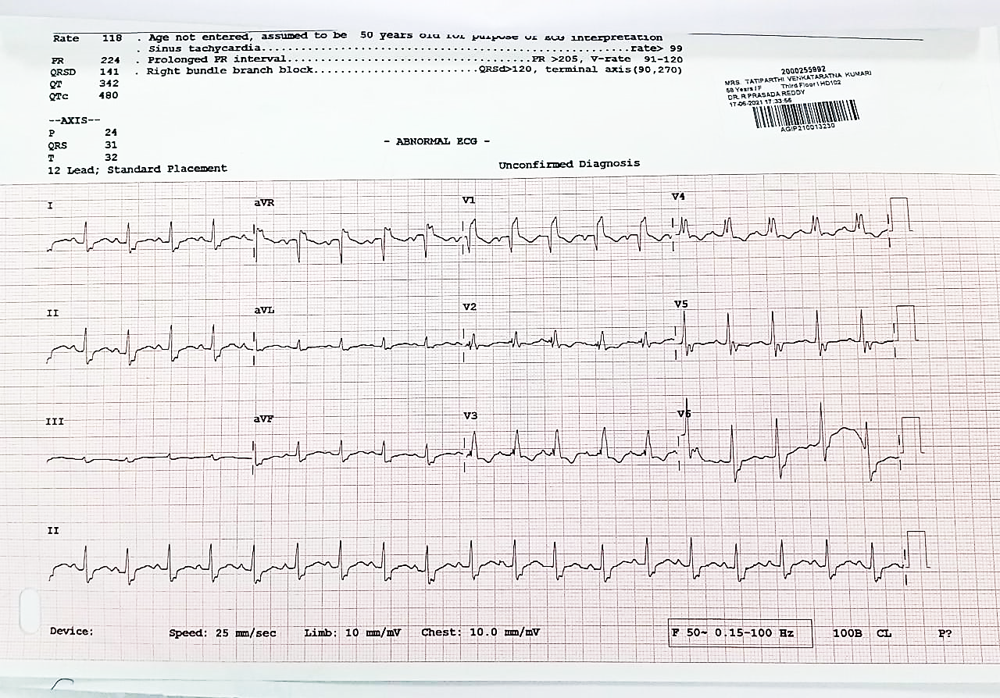 Rate 118 . Age not entered, assumed to be 50 years old for purpose of ECG interpretation
. Sinus tachycardia...................................................rate> 99
PR 224 . Prolonged PR interval..................................PR >205, V-rate 91-120
QRSD 141 . Right bundle branch block........................QRSd>120, terminal axis(90,270)
QT 342
QTc 480
--AXIS--
P 24
QRS 31
T 32
12 Lead; Standard Placement
- ABNORMAL ECG -
Unconfirmed Diagnosis
2000255992
MRS. TATIPARTHI VENKATARATNA KUMARI
58 Years / F Third Floor \ HD102
DR. R PRASADA REDDY
17-06-2021 17:33:56
AGIP210013230
I aVR V1 V4
II aVL V2 V5
III aVF V3 V6
II
Device: Speed: 25 mm/sec Limb: 10 mm/mV Chest: 10.0 mm/mV F 50~ 0.15-100 Hz 100B CL P?